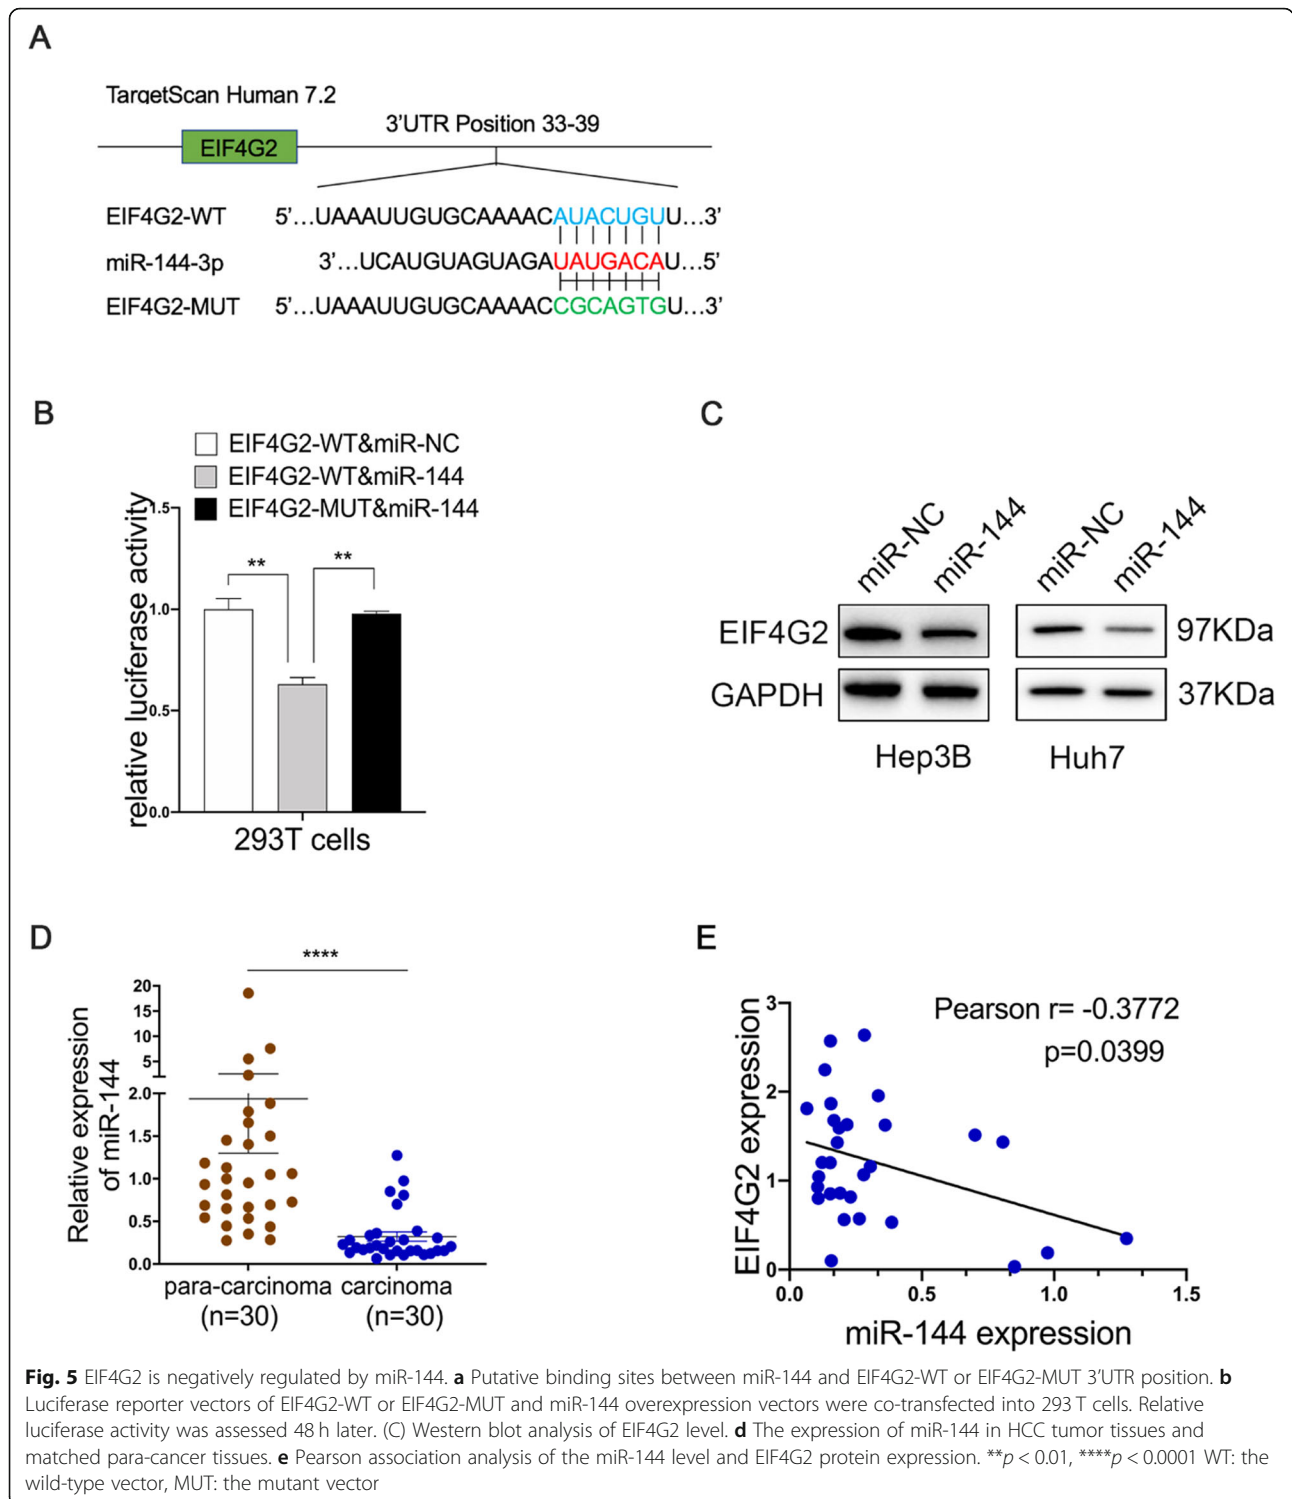 A
TargetScan Human 7.2
3'UTR Position 33-39
EIF4G2
EIF4G2-WT 5'...UAAAUUGUGCAAAACAUACUGUU...3'
miR-144-3p 3'...UCAUGUAGUAGAUAUGACAU...5'
EIF4G2-MUT 5'...UAAAUUGUGCAAAACCGCAGTGU...3'
B
EIF4G2-WT&miR-NC
EIF4G2-WT&miR-144
EIF4G2-MUT&miR-144
relative luciferase activity
1.5
1.0
0.5
0.0
** **
293T cells
C
miR-NC miR-144 miR-NC miR-144
EIF4G2 97KDa
GAPDH 37KDa
Hep3B Huh7
D
****
Relative expression
of miR-144
20
15
10
5
2.0
1.5
1.0
0.5
0.0
para-carcinoma carcinoma
(n=30) (n=30)
E
Pearson r= -0.3772
p=0.0399
EIF4G2 expression
3
2
1
0
0.0 0.5 1.0 1.5
miR-144 expression
Fig. 5 EIF4G2 is negatively regulated by miR-144. a Putative binding sites between miR-144 and EIF4G2-WT or EIF4G2-MUT 3'UTR position. b
Luciferase reporter vectors of EIF4G2-WT or EIF4G2-MUT and miR-144 overexpression vectors were co-transfected into 293 T cells. Relative
luciferase activity was assessed 48 h later. (C) Western blot analysis of EIF4G2 level. d The expression of miR-144 in HCC tumor tissues and
matched para-cancer tissues. e Pearson association analysis of the miR-144 level and EIF4G2 protein expression. **p < 0.01, ****p < 0.0001 WT: the
wild-type vector, MUT: the mutant vector